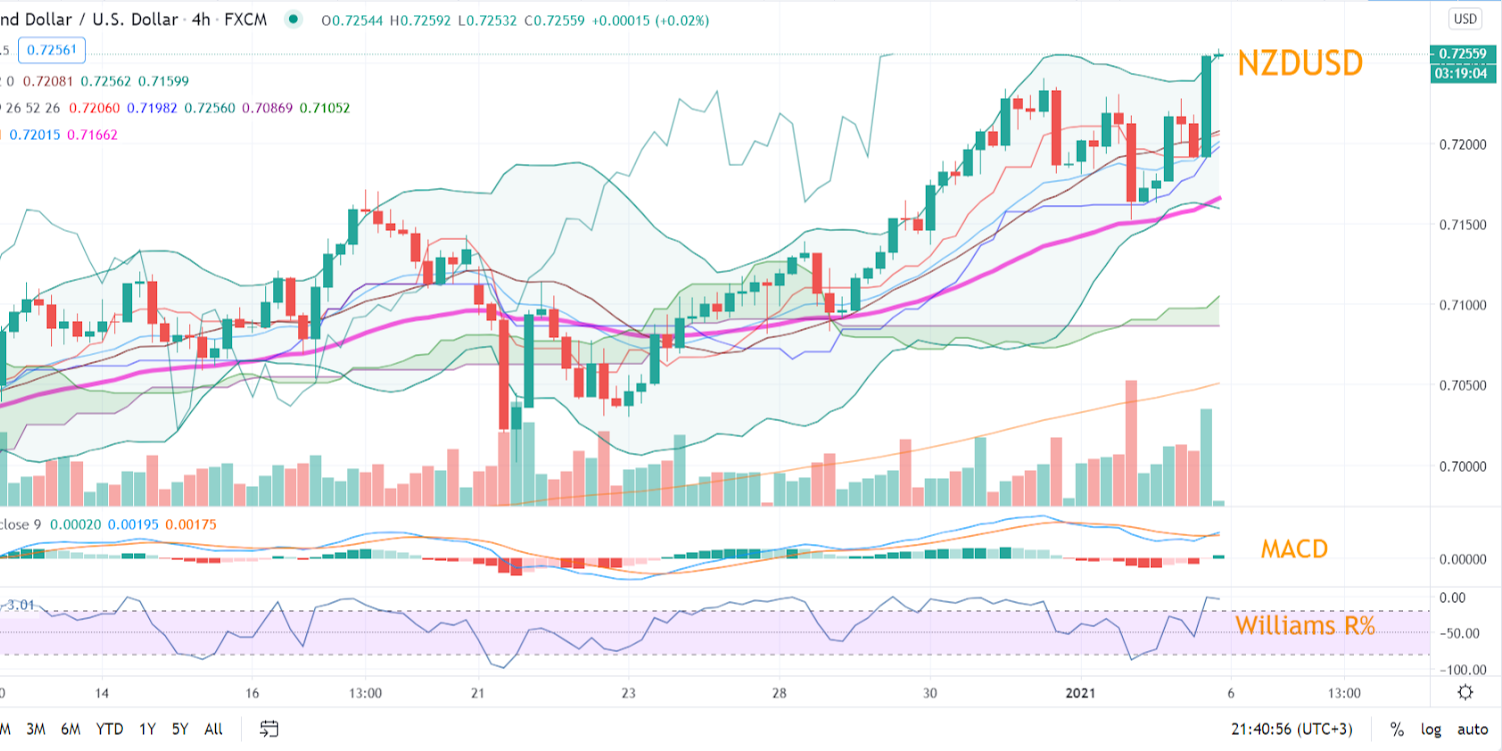 nd Dollar / U.S. Dollar · 4h · FXCM O0.72544 H0.72592 L0.72532 C0.72559 +0.00015 (+0.02%)
USD
.5 0.72561
NZDUSD
0.72559
03:19:04
0 0.72081 0.72562 0.71599
26 52 26 0.72060 0.71982 0.72560 0.70869 0.71052
0.72015 0.71662
0.72000
0.71500
0.71000
0.70500
0.70000
close 9 0.00020 0.00195 0.00175
MACD
0.00000
-3.01
0.00
Williams R%
−50.00
−100.00
14 16 13:00 21 23 28 30 2021 6 13:00
M 3M 6M YTD 1Y 5Y All
21:40:56 (UTC+3) % log auto